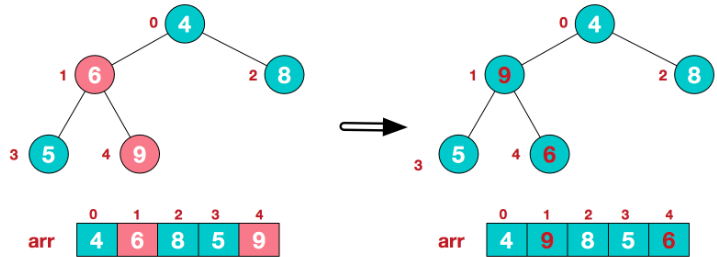 0 4
0 4
1 6 2 8
1 9 2 8
3 5 4 9
3 5 4 6
0 1 2 3 4
arr 4 6 8 5 9
0 1 2 3 4
arr 4 9 8 5 6